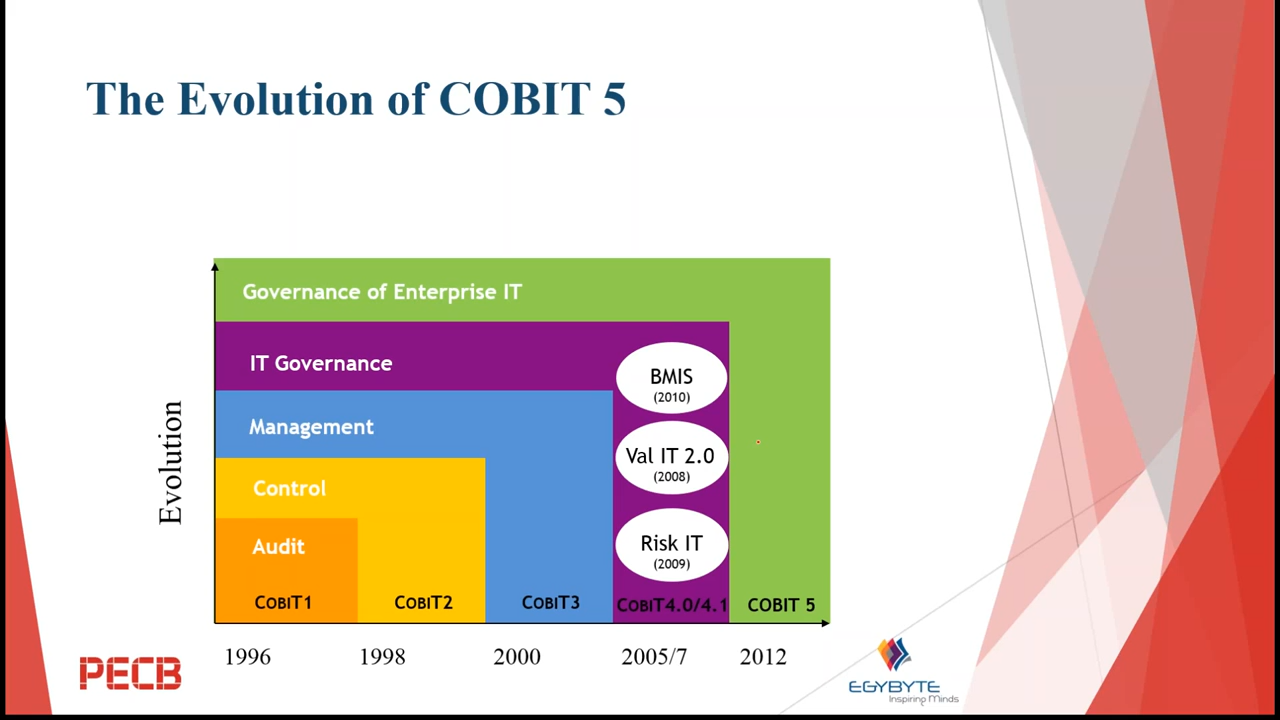 The Evolution of COBIT 5
Governance of Enterprise IT
IT Governance
BMIS
(2010)
Management
Val IT 2.0
(2008)
Control
Risk IT
(2009)
Audit
COBIT1
COBIT2
COBIT3
COBIT4.0/4.1
COBIT 5
Evolution
1996
1998
2000
2005/7
2012
PECB
EGYBYTE
Inspiring Minds